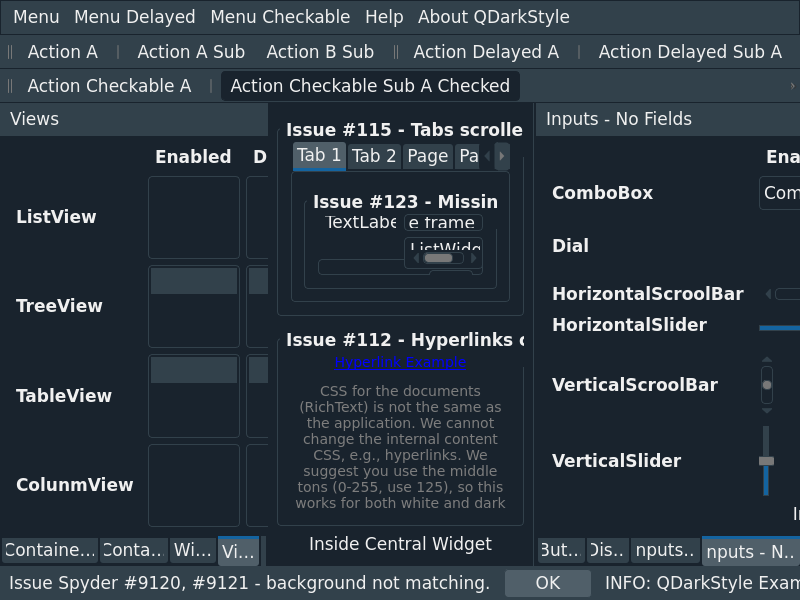 Menu Menu Delayed Menu Checkable Help About QDarkStyle
Action A Action A Sub Action B Sub Action Delayed A Action Delayed Sub A
Action Checkable A Action Checkable Sub A Checked
Views
Enabled D
ListView
TreeView
TableView
ColunmView
Containe... Conta... Wi... Vi...
Issue #115 - Tabs scrolle
Tab 1 Tab 2 Page Pa
Issue #123 - Missin
TextLabe e frame
ListWidg
Issue #112 - Hyperlinks c
Hyperlink Example
CSS for the documents
(RichText) is not the same as
the application. We cannot
change the internal content
CSS, e.g., hyperlinks. We
suggest you use the middle
tons (0-255, use 125), so this
works for both white and dark
Inside Central Widget
Inputs - No Fields
Ena
ComboBox Com
Dial
HorizontalScroolBar
HorizontalSlider
VerticalScroolBar
VerticalSlider
But.. Dis.. nputs.. nputs - N..
Issue Spyder #9120, #9121 - background not matching. OK INFO: QDarkStyle Exam